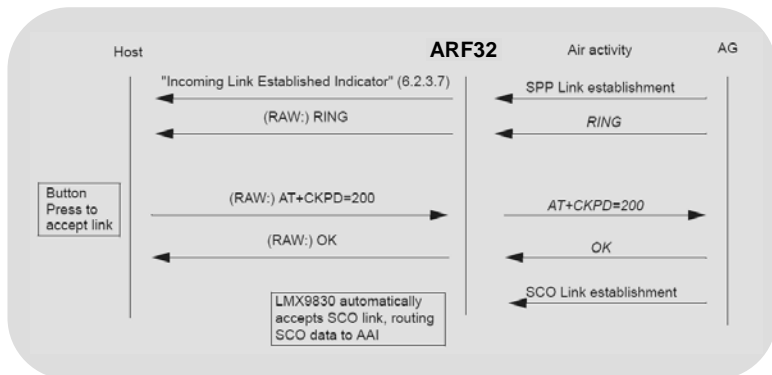 Host
ARF32
Air activity
AG
"Incoming Link Established Indicator" (6.2.3.7)
SPP Link establishment
(RAW:) RING
RING
Button
Press to
accept link
(RAW:) AT+CKPD=200
AT+CKPD=200
(RAW:) OK
OK
SCO Link establishment
LMX9830 automatically
accepts SCO link, routing
SCO data to AAI